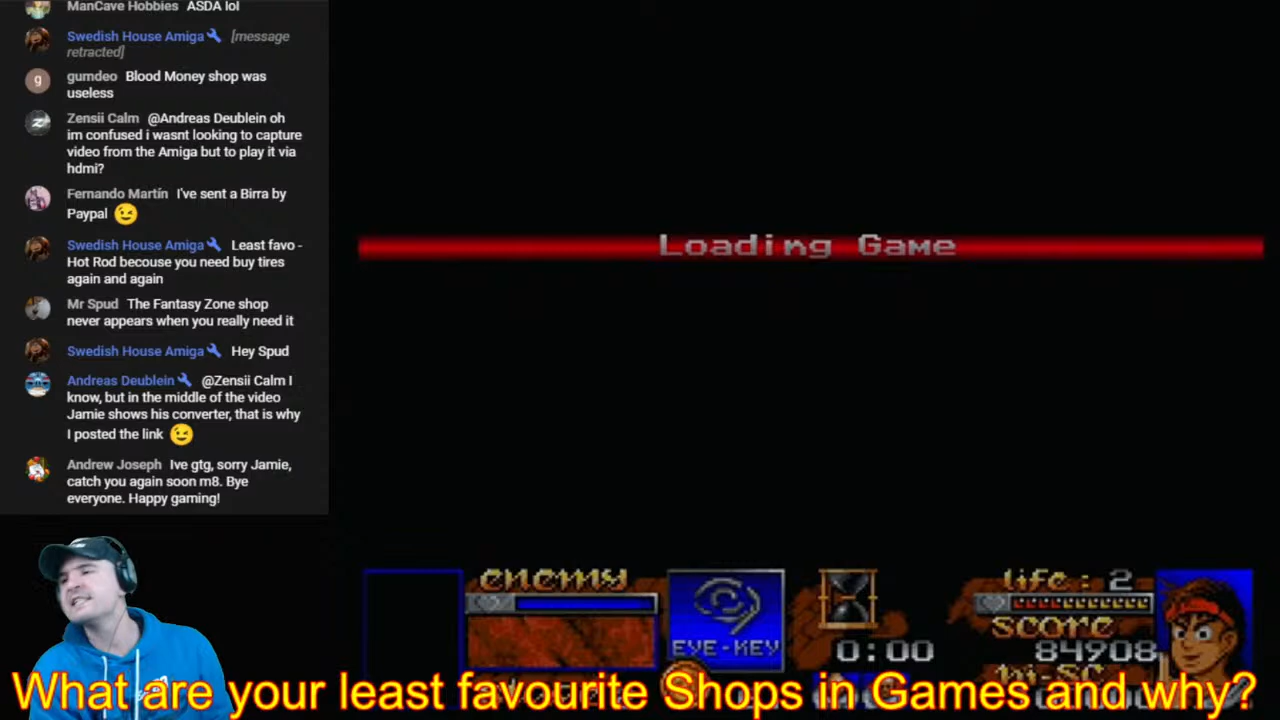 ManCave Hobbies ASDA lol
Swedish House Amiga [message
retracted]
g gumdeo Blood Money shop was
useless
Zensii Calm @Andreas Deublein oh
im confused i wasnt looking to capture
video from the Amiga but to play it via
hdmi?
Fernando Martín I've sent a Birra by
Paypal 😉
Swedish House Amiga Least favo -
Hot Rod becouse you need buy tires
again and again
Mr Spud The Fantasy Zone shop
never appears when you really need it
Swedish House Amiga Hey Spud
Andreas Deublein @Zensii Calm I
know, but in the middle of the video
Jamie shows his converter, that is why
I posted the link 😉
Andrew Joseph Ive gtg, sorry Jamie,
catch you again soon m8. Bye
everyone. Happy gaming!
Loading Game
enemy
EYE-KEY
0:00
life: 2
score
84908
hi-sc
What are your least favourite Shops in Games and why?